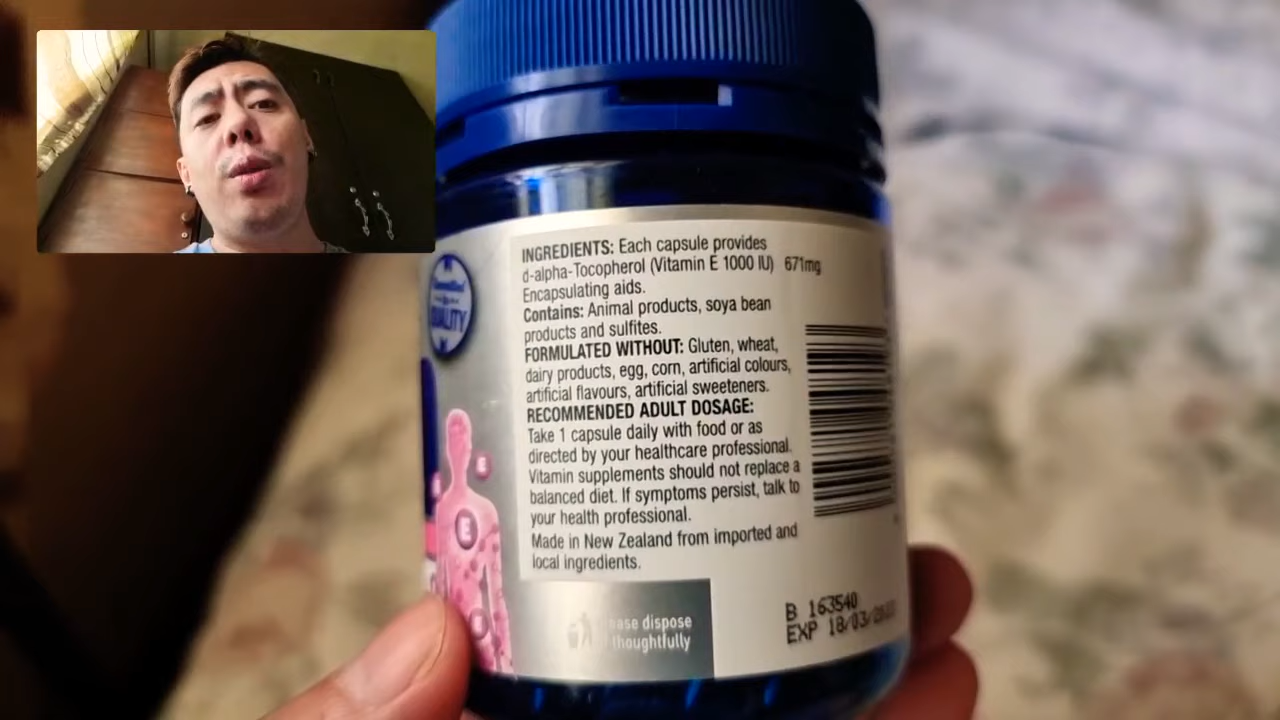 INGREDIENTS: Each capsule provides
d-alpha-Tocopherol (Vitamin E 1000 IU) 671mg
Encapsulating aids.
Contains: Animal products, soya bean
products and sulfites.
FORMULATED WITHOUT: Gluten, wheat,
dairy products, egg, corn, artificial colours,
artificial flavours, artificial sweeteners.
RECOMMENDED ADULT DOSAGE:
Take 1 capsule daily with food or as
directed by your healthcare professional.
Vitamin supplements should not replace a
balanced diet. If symptoms persist, talk to
your health professional.
Made in New Zealand from imported and
local ingredients.
QUALITY
E
E
dispose
thoughtfully
B 163540
EXP 18/03/